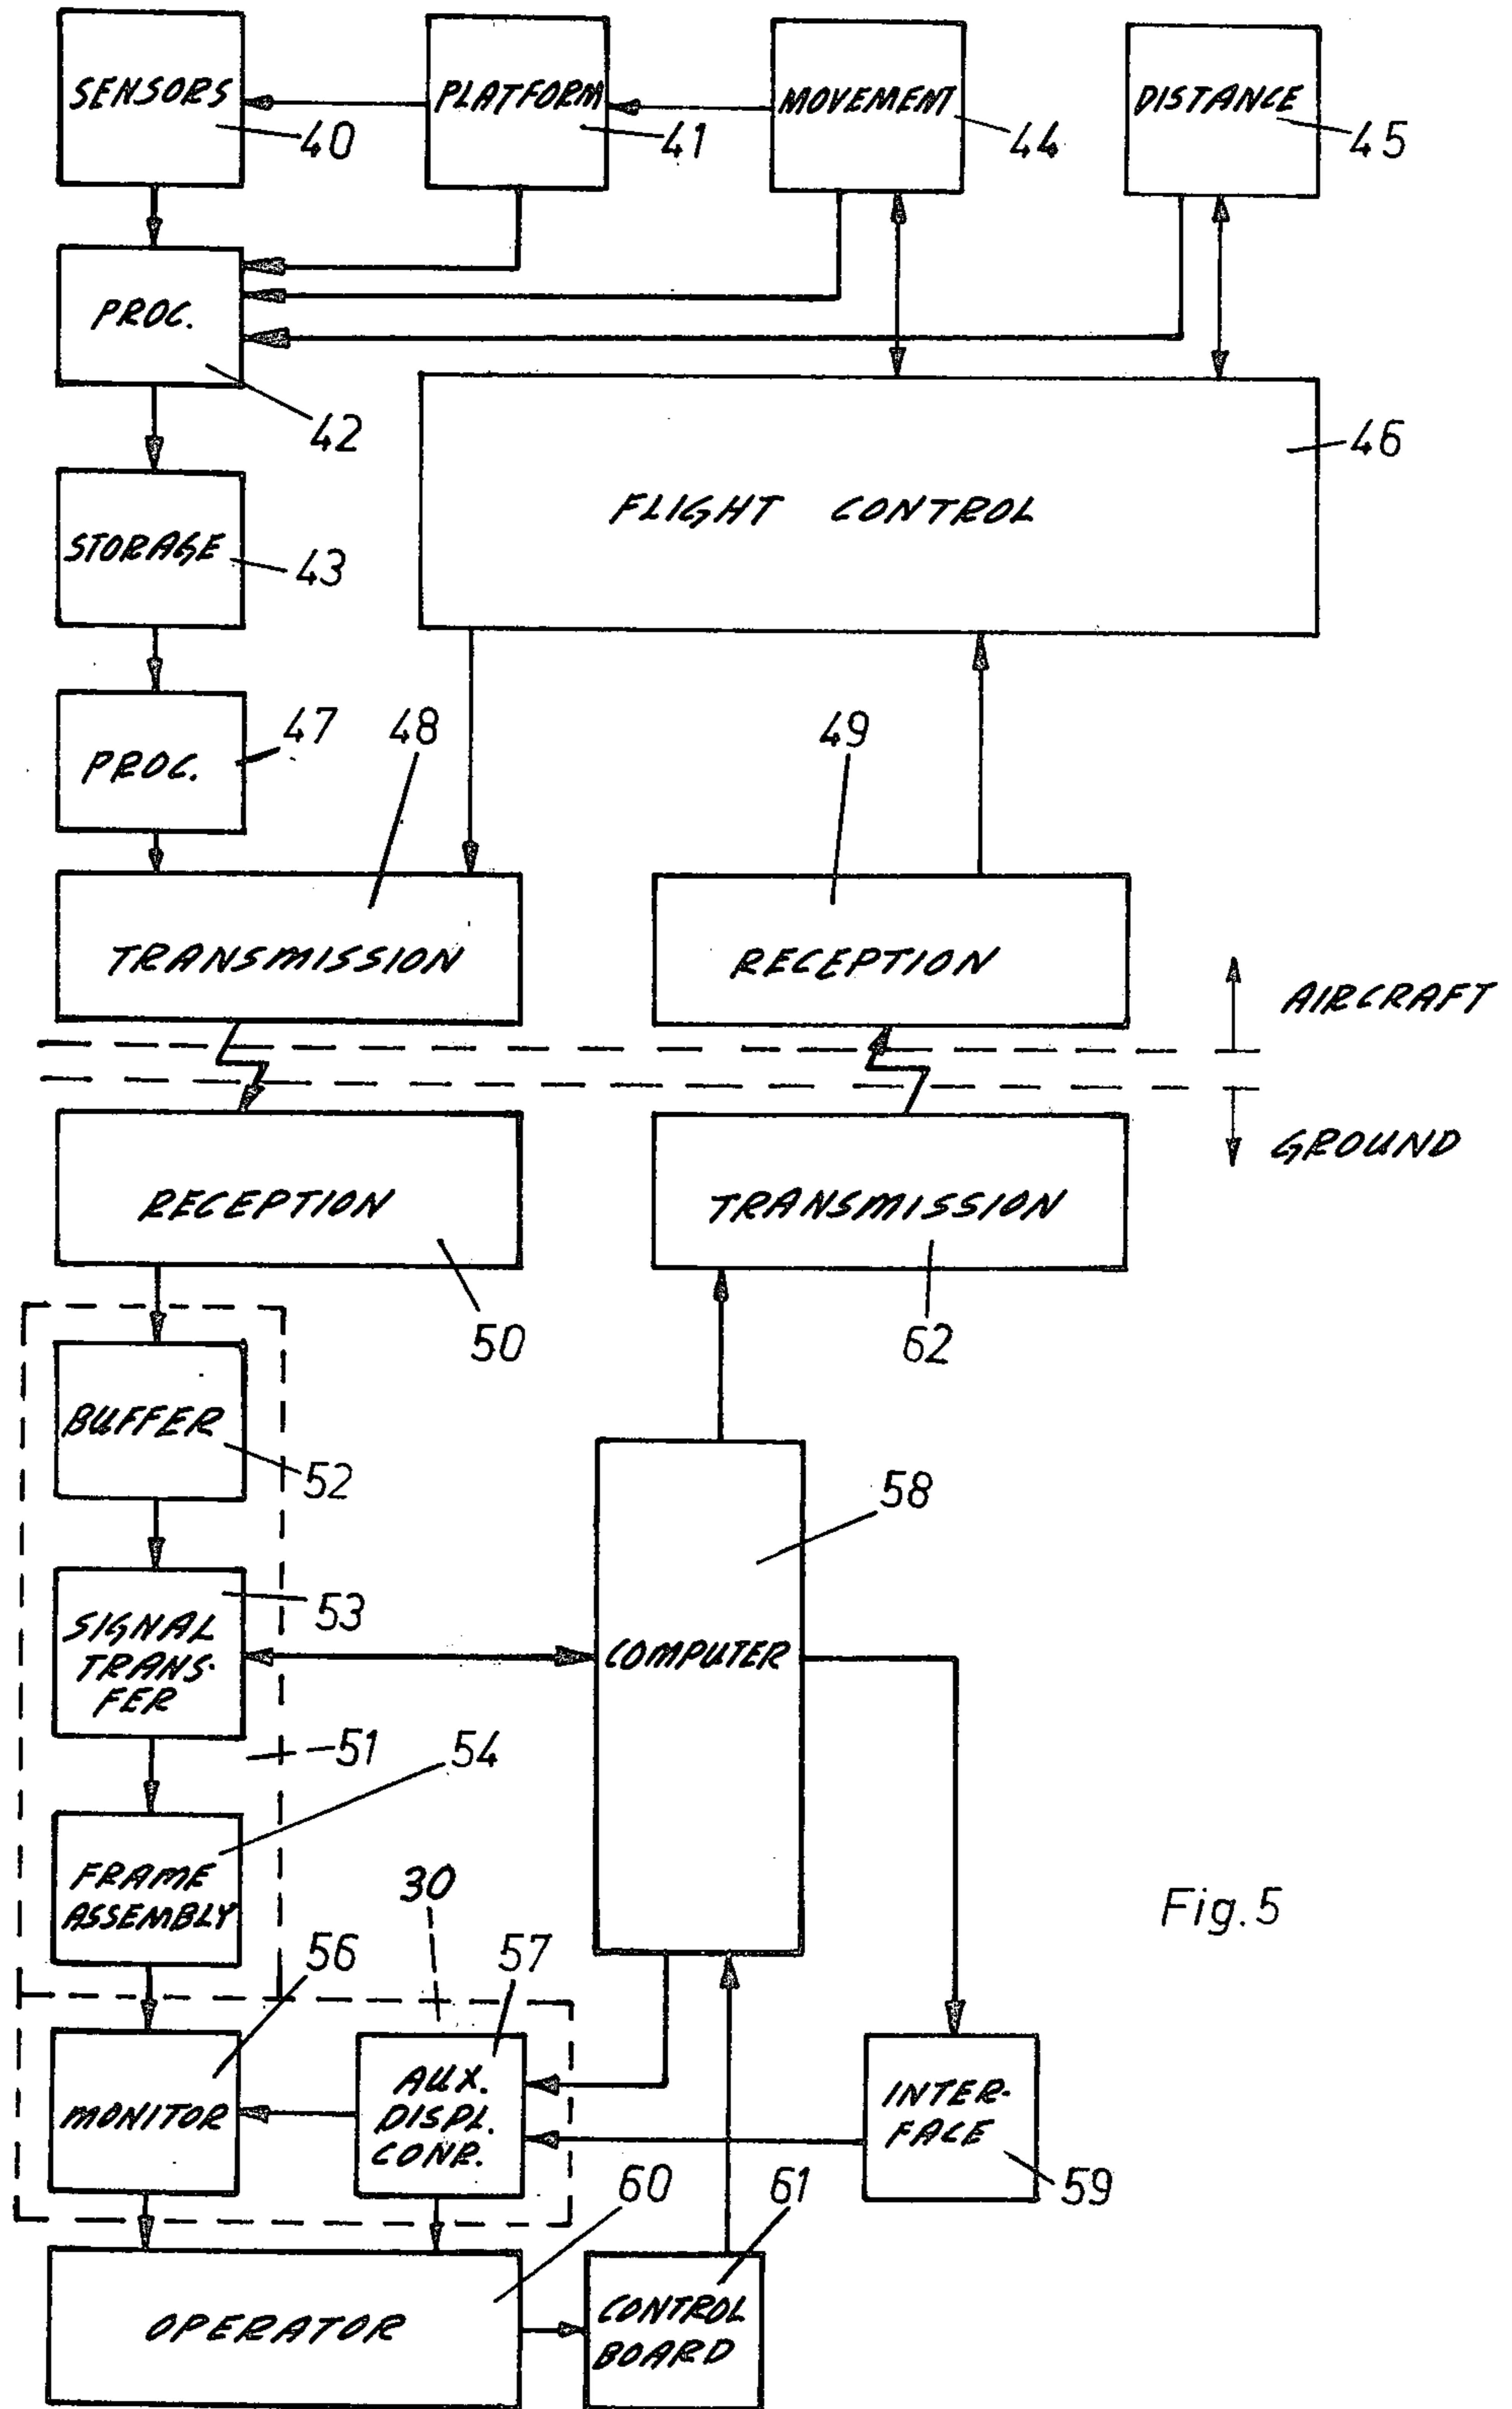 SENSORS
40
PLATFORM
41
MOVEMENT
44
DISTANCE
45
PROC.
42
STORAGE
43
FLIGHT CONTROL
46
PROC.
47
48
49
TRANSMISSION
RECEPTION
AIRCRAFT
GROUND
RECEPTION
50
TRANSMISSION
62
BUFFER
52
SIGNAL
TRANS-
FER
53
51
COMPUTER
58
FRAME
ASSEMBLY
54
30
Fig. 5
56
57
MONITOR
AUX.
DISPL.
CONR.
INTER-
FACE
59
60
61
OPERATOR
CONTROL
BOARD